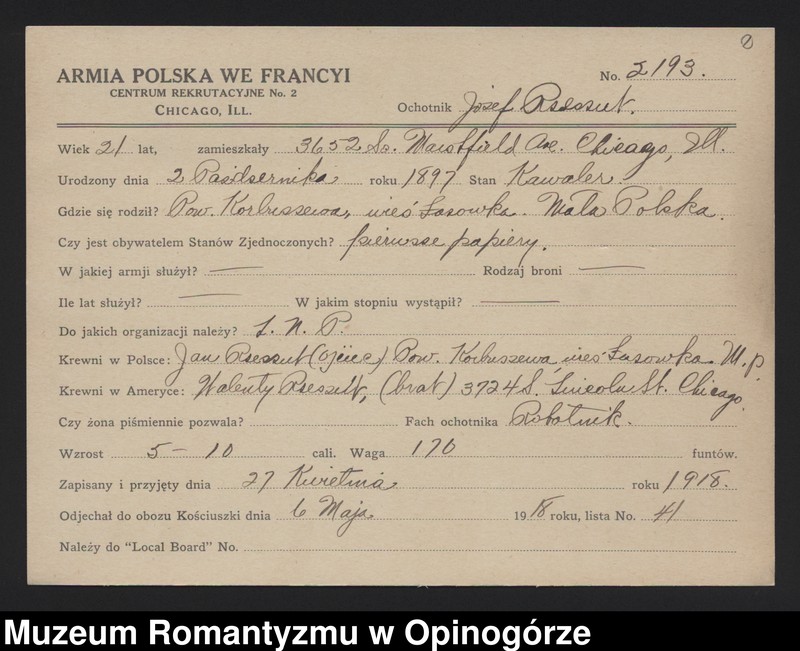 ARMIA POLSKA WE FRANCYI
CENTRUM REKRUTACYJNE No. 2
CHICAGO, ILL.
No. 2193.
Ochotnik Józef Rzeszut.
Wiek 21 lat, zamieszkały 3652 So. Ave. Chicago, Ill.
Urodzony dnia 2 Październike roku 1897 Stan Kawaler.
Gdzie się rodził? Pow. Korbuszewa, wieś Lasowka. Mała Polska.
Czy jest obywatelem Stanów Zjednoczonych? pierwsze papiery.
W jakiej armji służył? — Rodzaj broni —
Ile lat służył? — W jakim stopniu wystąpił? —
Do jakich organizacji należy? Z. N. P.
Krewni w Polsce: Jan Rzeszut (ojciec) Pow. Korbuszewa, wieś Lasowka. M.p.
Krewni w Ameryce: Walenty Rzeszut, (brat) 3724 S. Lincoln St. Chicago.
Czy żona piśmiennie pozwala? Fach ochotnika Robotnik.
Wzrost 5 – 10 cali. Waga 170 funtów.
Zapisany i przyjęty dnia 27 Kwietnia roku 1918.
Odjechał do obozu Kościuszki dnia 6 Maja 1918 roku, lista No. 41
Należy do "Local Board" No.
Muzeum Romantyzmu w Opinogórze